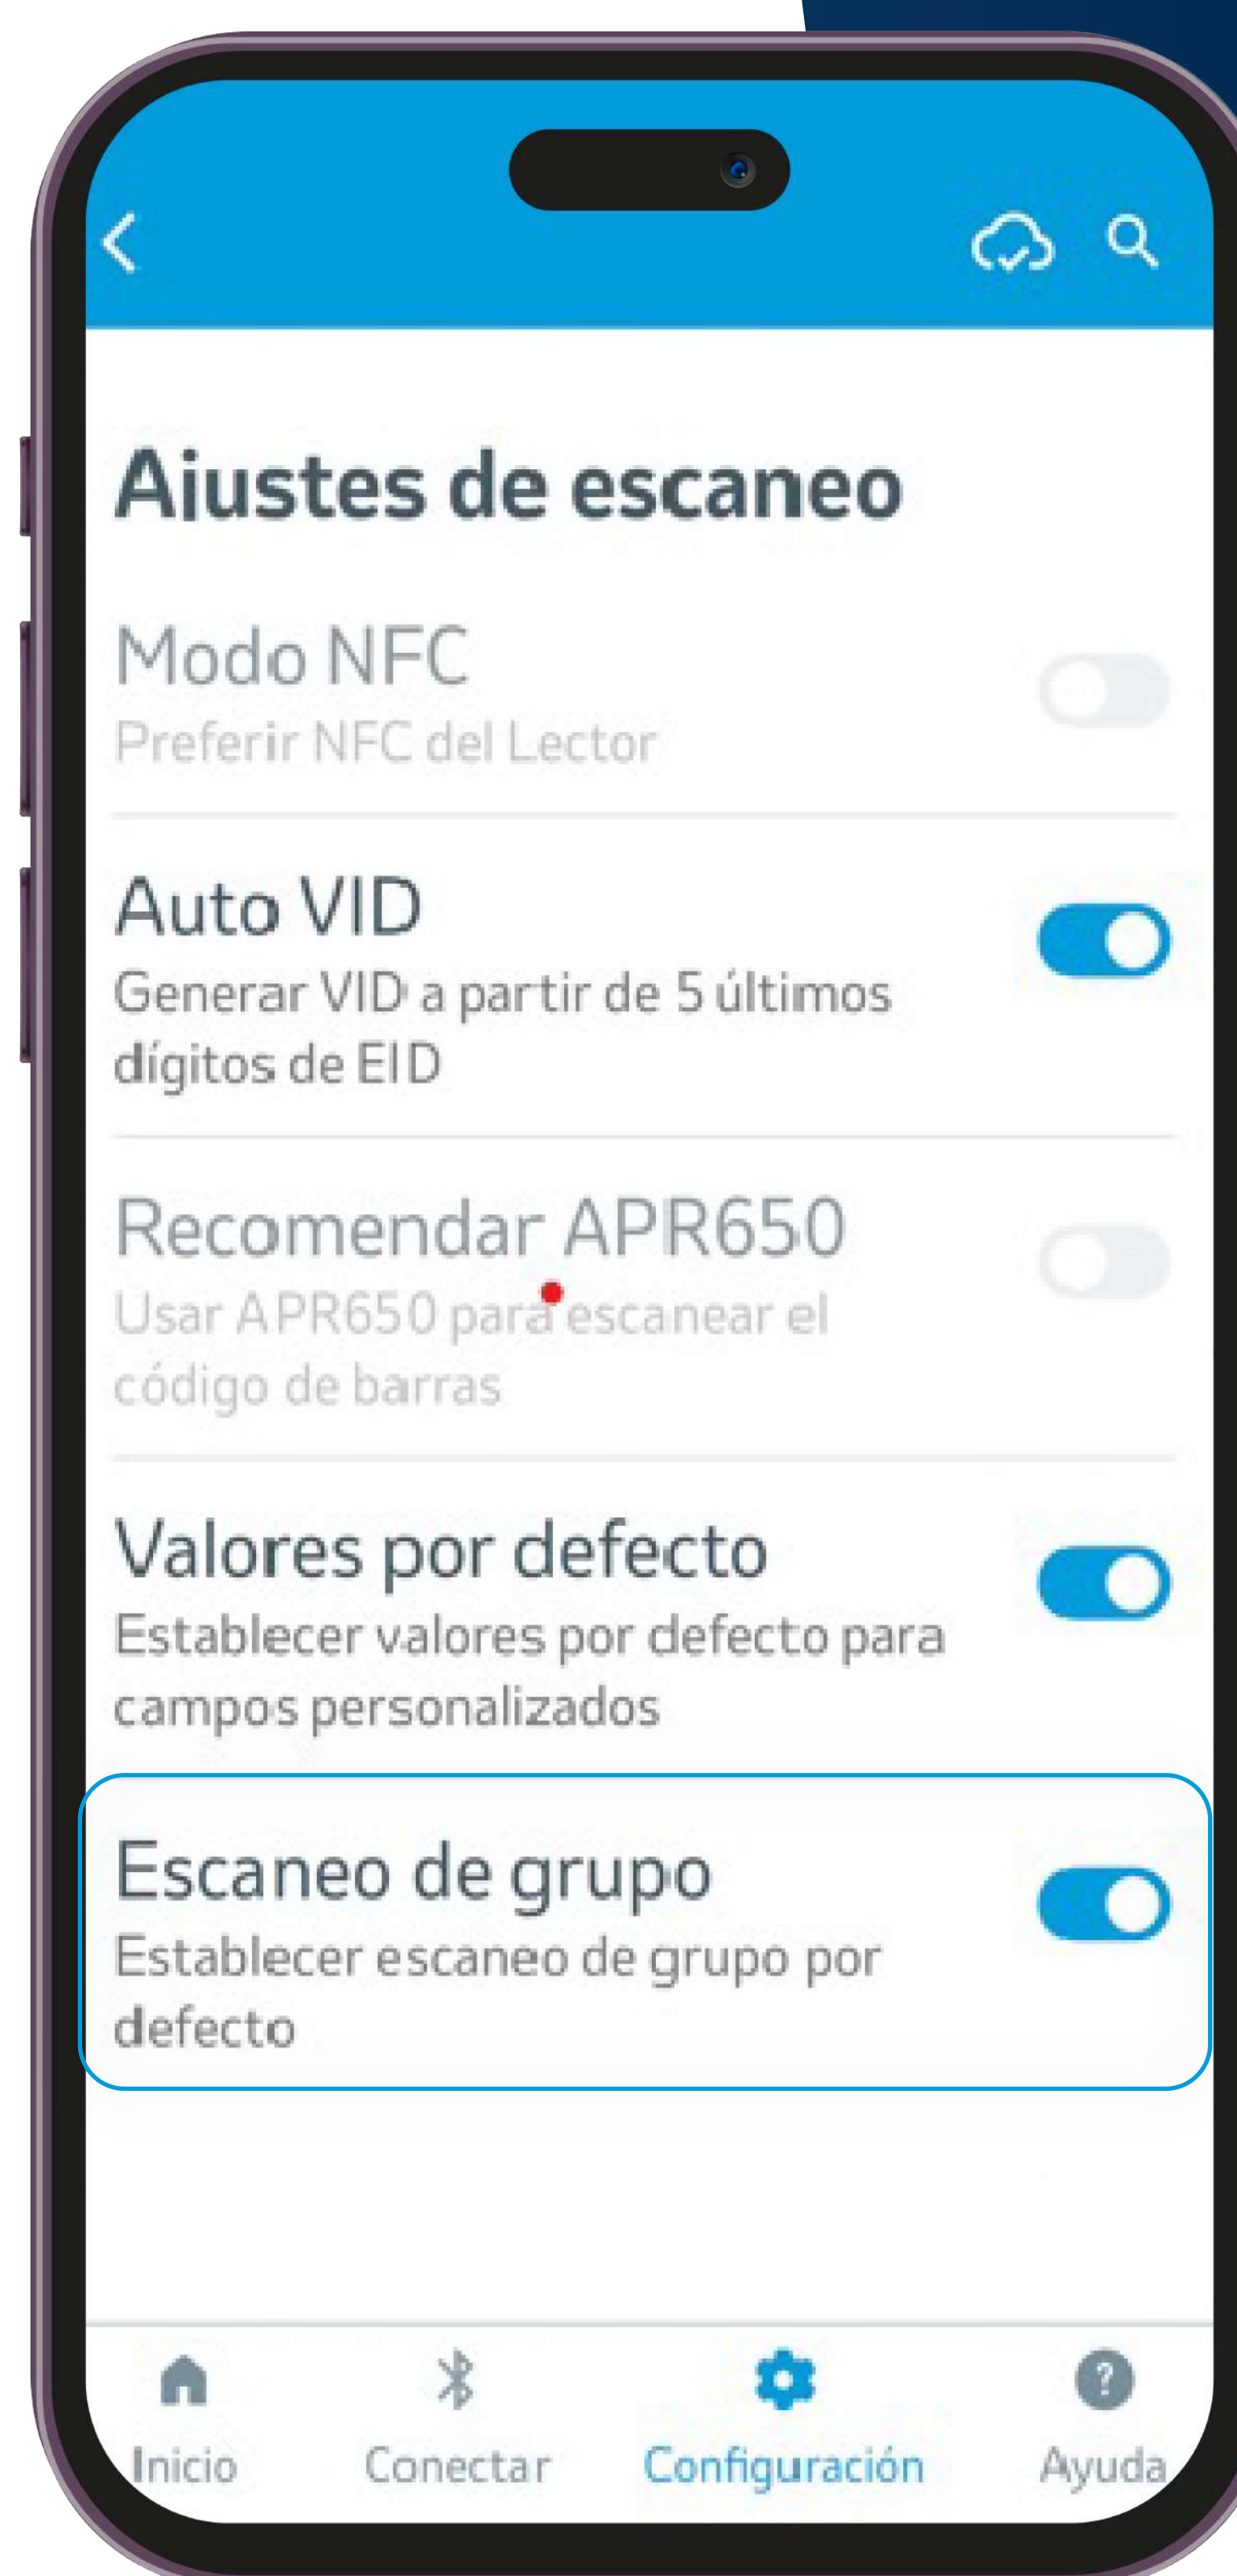 Ajustes de escaneo
Modo NFC
Preferir NFC del Lector
Auto VID
Generar VID a partir de 5 últimos
dígitos de EID
Recomendar APR650
Usar APR650 para escanear el
código de barras
Valores por defecto
Establecer valores por defecto para
campos personalizados
Escaneo de grupo
Establecer escaneo de grupo por
defecto
Inicio
Conectar
Configuración
Ayuda